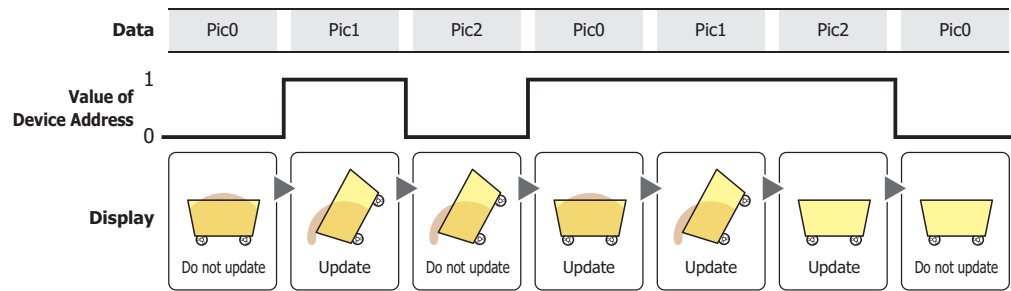 Data Pic0 Pic1 Pic2 Pic0 Pic1 Pic2 Pic0
1
Value of
Device Address
0
Display
Do not update Update Do not update Update Update Update Do not update